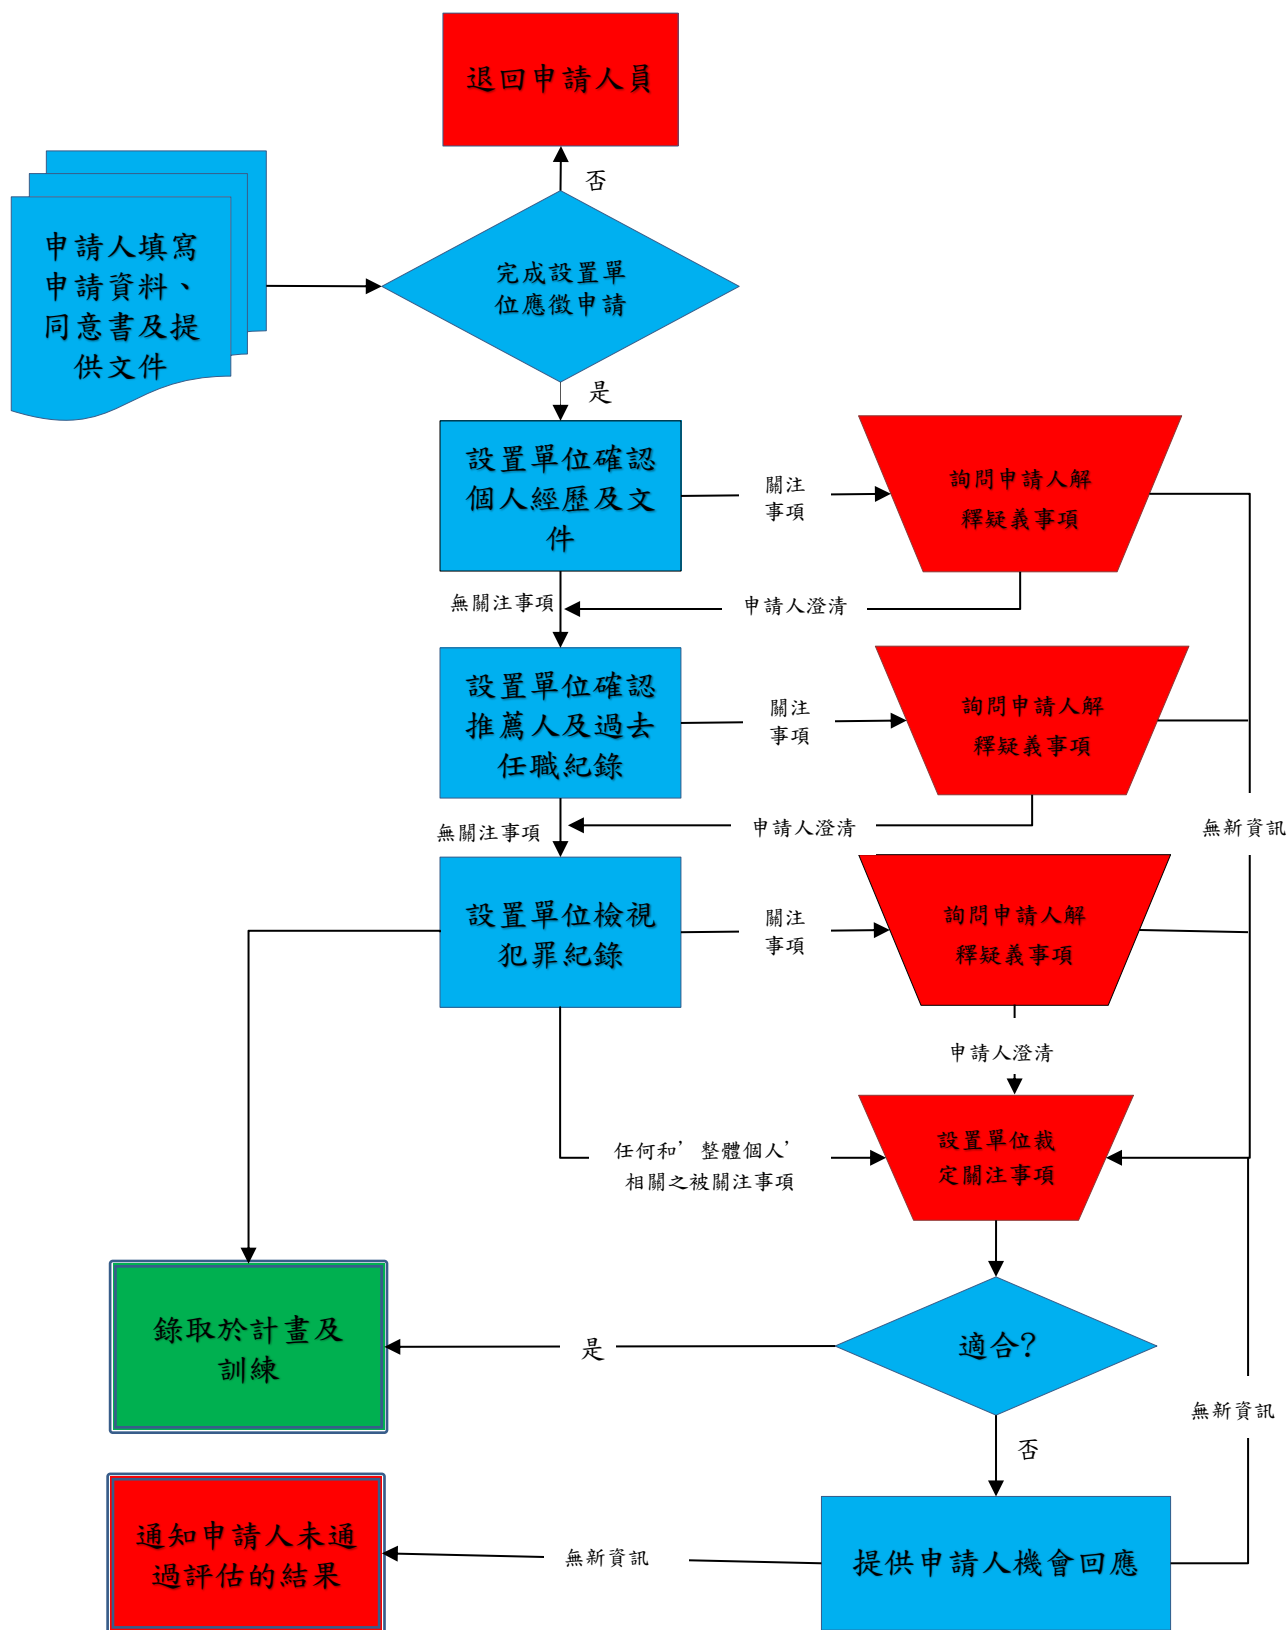 退回申請人員
否
申請人填寫
申請資料、
同意書及提
供文件
完成設置單
位應徵申請
是
設置單位確認
個人經歷及文
件
關注
事項
詢問申請人解
釋疑義事項
無關注事項
申請人澄清
設置單位確認
推薦人及過去
任職紀錄
關注
事項
詢問申請人解
釋疑義事項
無關注事項
申請人澄清
無新資訊
設置單位檢視
犯罪紀錄
關注
事項
詢問申請人解
釋疑義事項
申請人澄清
任何和’整體個人’
相關之被關注事項
設置單位裁
定關注事項
錄取於計畫及
訓練
是
適合?
無新資訊
否
通知申請人未通
過評估的結果
無新資訊
提供申請人機會回應